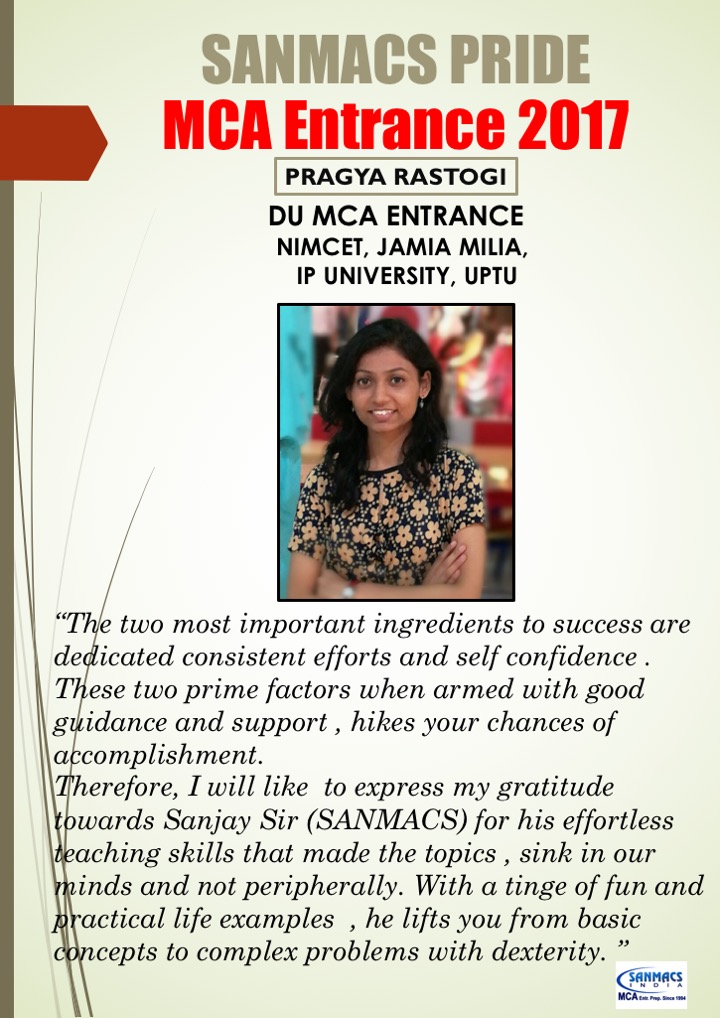 SANMACS PRIDE
MCA Entrance 2017
PRAGYA RASTOGI
DU MCA ENTRANCE
NIMCET, JAMIA MILIA,
IP UNIVERSITY, UPTU
“The two most important ingredients to success are
dedicated consistent efforts and self confidence .
These two prime factors when armed with good
guidance and support , hikes your chances of
accomplishment.
Therefore, I will like  to express my gratitude
towards Sanjay Sir (SANMACS) for his effortless
teaching skills that made the topics , sink in our
minds and not peripherally. With a tinge of fun and
practical life examples  , he lifts you from basic
concepts to complex problems with dexterity. ”
SANMACS
INDIA
MCA Entr. Prep. Since 1994